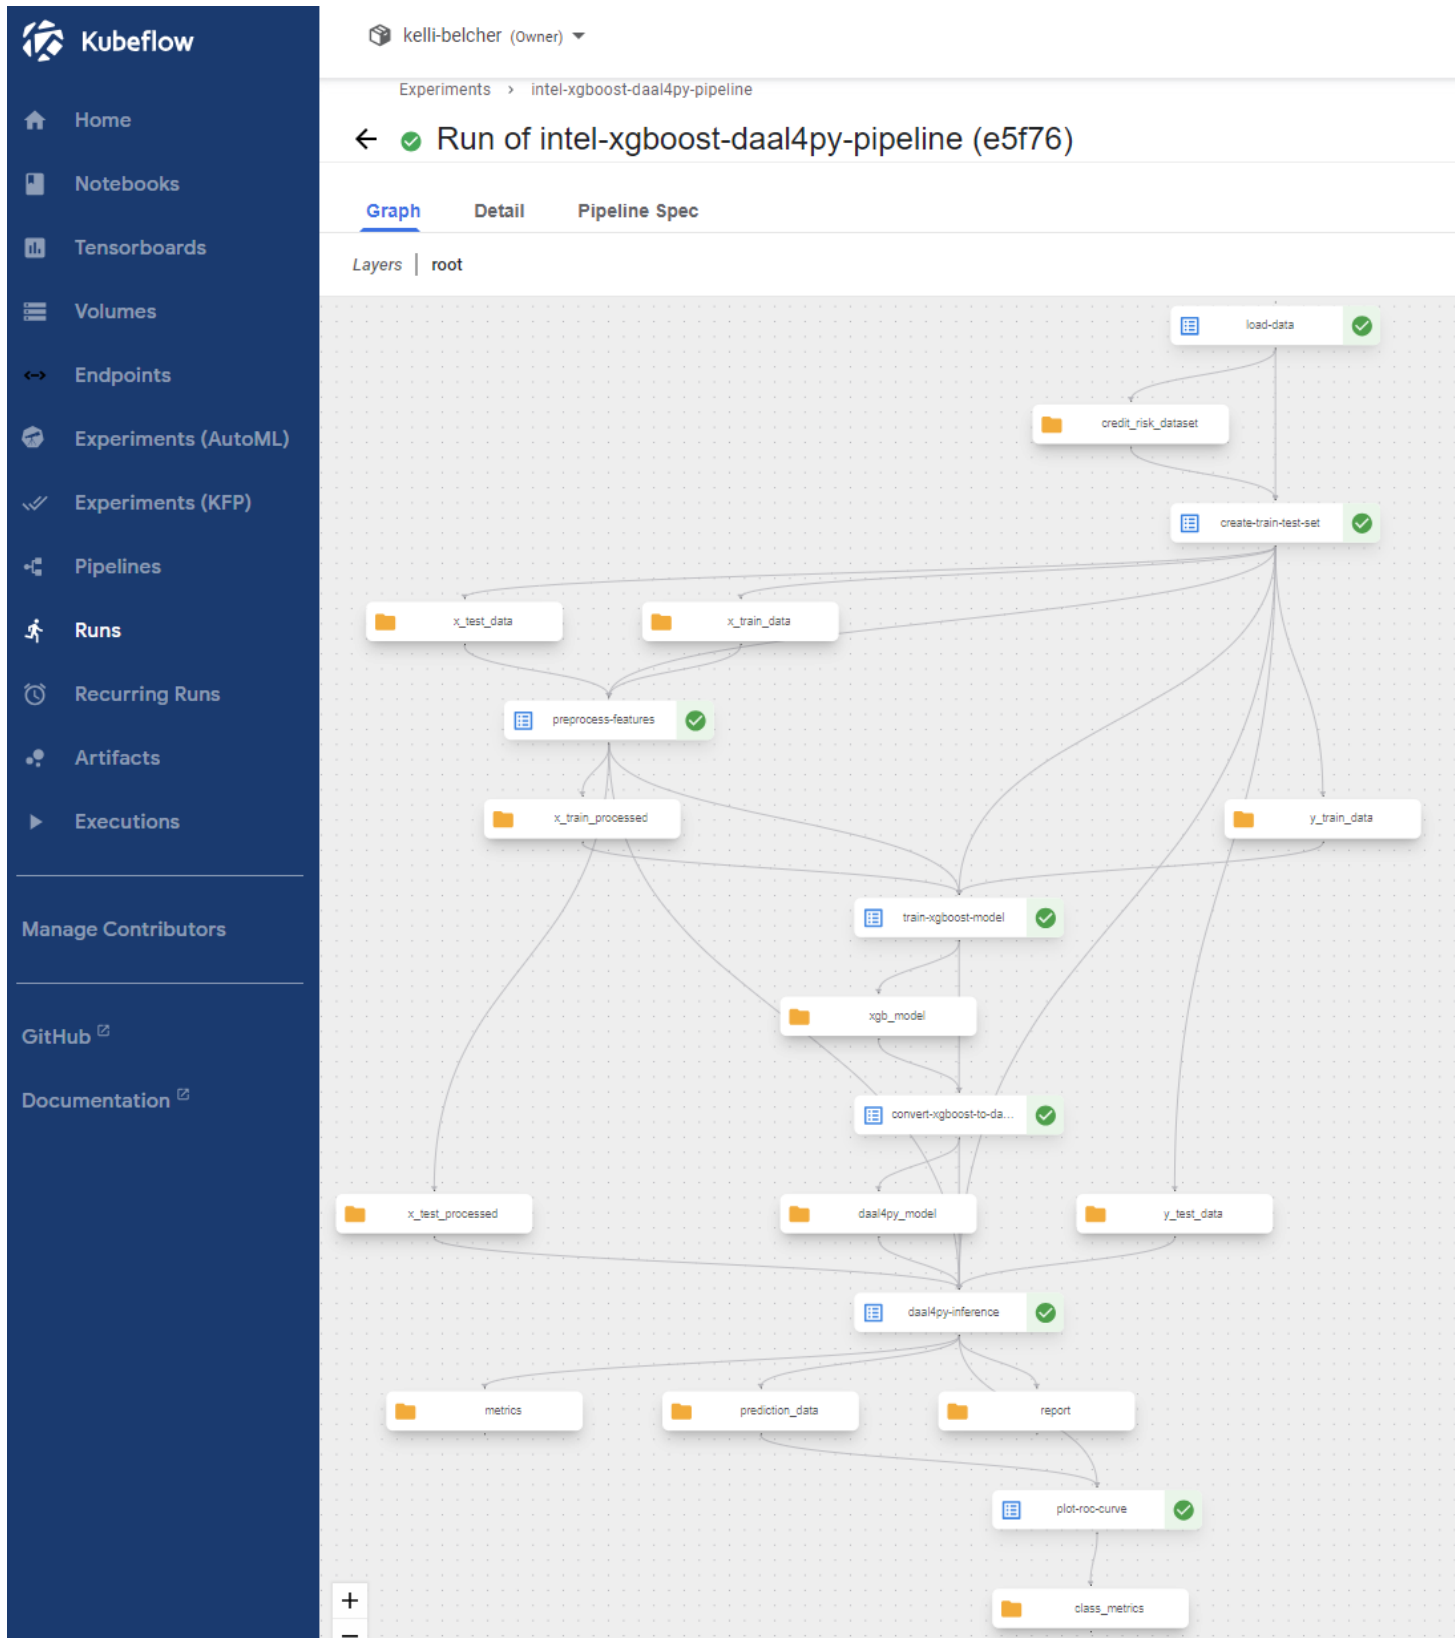 Kubeflow
Home
Notebooks
Tensorboards
Volumes
Endpoints
Experiments (AutoML)
Experiments (KFP)
Pipelines
Runs
Recurring Runs
Artifacts
Executions
Manage Contributors
GitHub
Documentation
kelli-belcher (Owner)
Experiments > intel-xgboost-daal4py-pipeline
Run of intel-xgboost-daal4py-pipeline (e5f76)
Graph Detail Pipeline Spec
Layers | root
load-data
credit_risk_dataset
create-train-test-set
x_test_data x_train_data
preprocess-features
x_train_processed y_train_data
train-xgboost-model
xgb_model
convert-xgboost-to-da...
x_test_processed daal4py_model y_test_data
daal4py-inference
metrics prediction_data report
plot-roc-curve
class_metrics